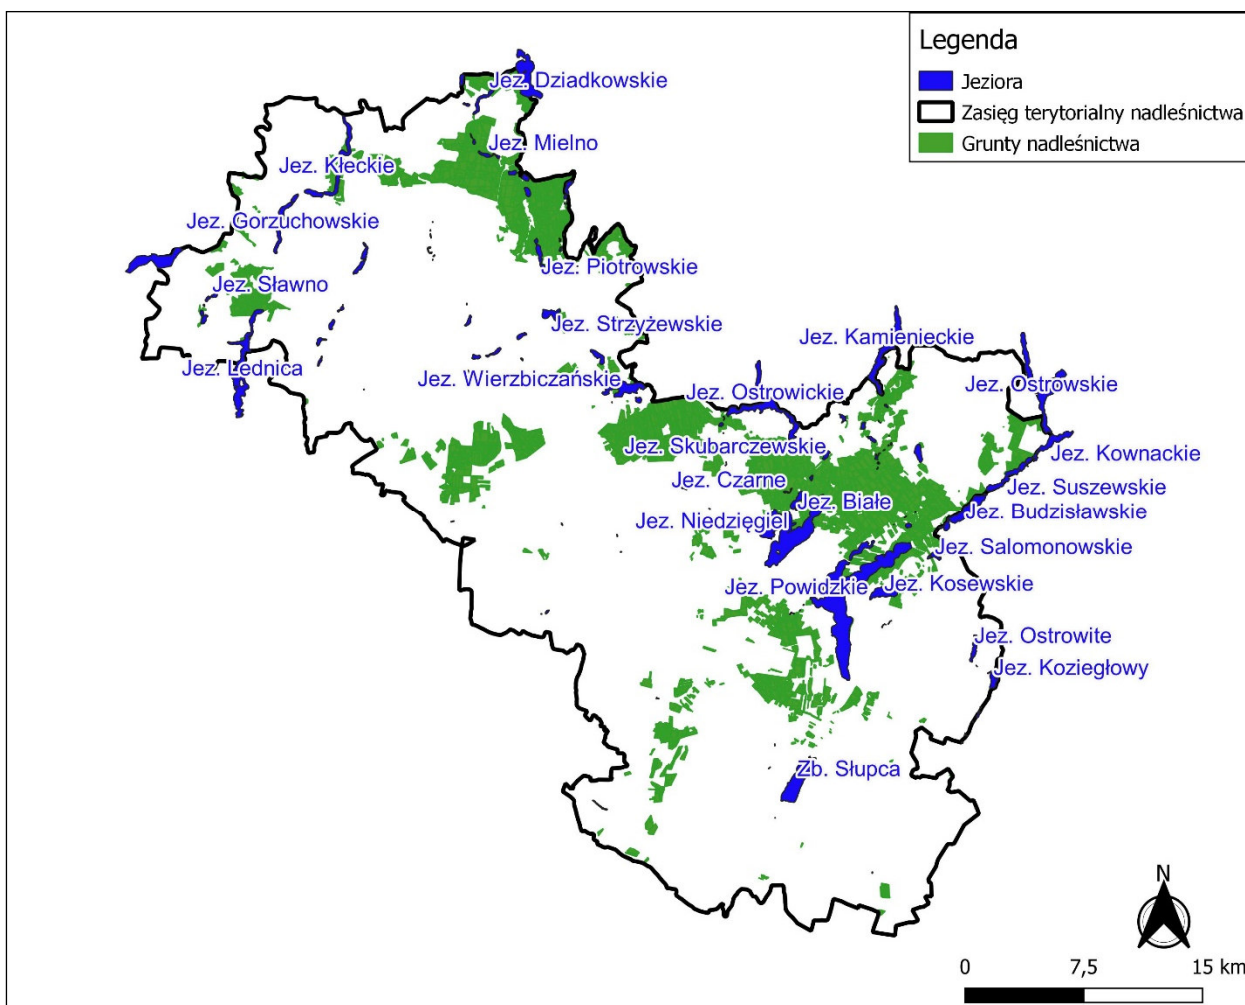 Legenda
Jeziora
Zasięg terytorialny nadleśnictwa
Grunty nadleśnictwa
Jez. Dziadkowskie
Jez. Mielno
Jez. Kłeckie
Jez. Gorzuchowskie
Jez. Piotrowskie
Jez. Sławno
Jez. Strzyżewskie
Jez. Kamienieckie
Jez. Lednica
Jez. Wierzbiczańskie
Jez. Ostrowickie
Jez. Ostrowskie
Jez. Skubarczewskie
Jez. Kownackie
Jez. Czarne
Jez. Suszewskie
Jez. Białe
Jez. Budzisławskie
Jez. Niedzięgiel
Jez. Salomonowskie
Jez. Powidzkie
Jez. Kosewskie
Jez. Ostrowite
Jez. Koziegłowy
Zb. Słupca
N
0 7,5 15 km